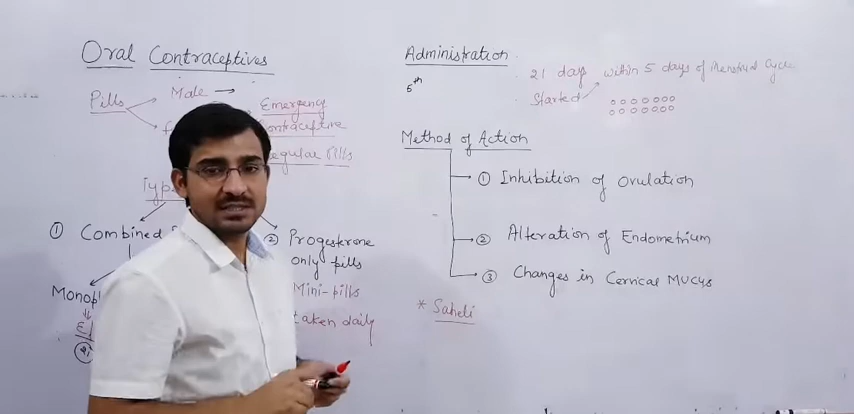 Oral Contraceptives
Pills
Male
Emergency
Contraceptive
Regular Pills
① Combined
Monoph
21
② Progesterone
only pills
Mini-pills
taken daily
Administration
5th
21 days within 5 days of Menstrual Cycle
Started
Method of Action
① Inhibition of Ovulation
② Alteration of Endometrium
③ Changes in Cervical Mucus
* Saheli